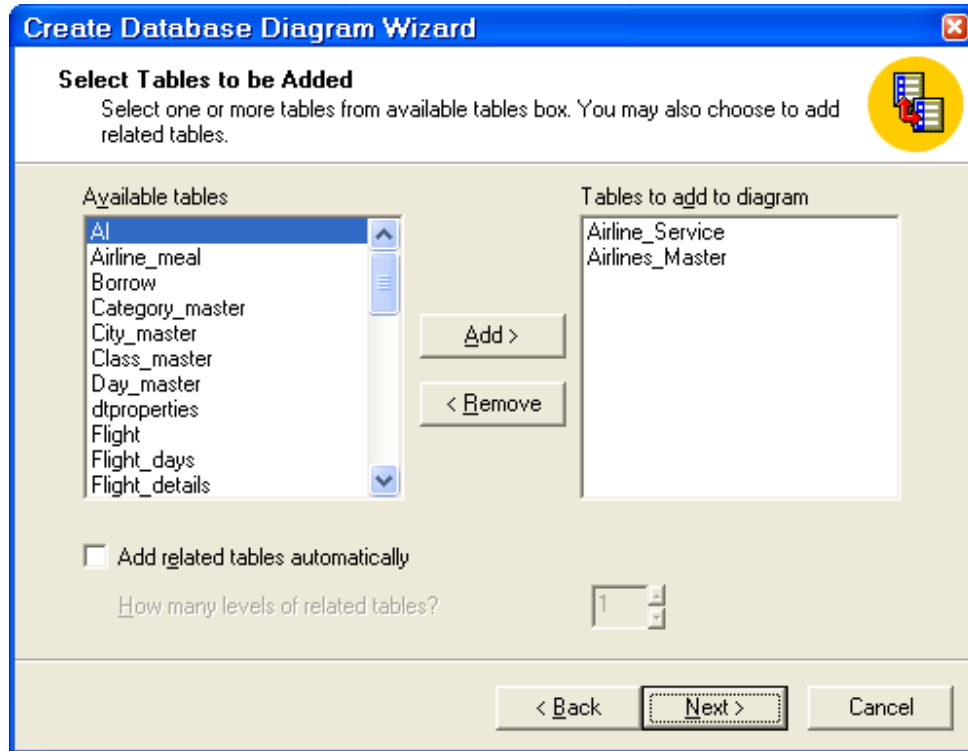 Create Database Diagram Wizard
Select Tables to be Added
Select one or more tables from available tables box. You may also choose to add
related tables.
Available tables
AI
Airline_meal
Borrow
Category_master
City_master
Class_master
Day_master
dtproperties
Flight
Flight_days
Flight_details
Add >
< Remove
Tables to add to diagram
Airline_Service
Airlines_Master
Add related tables automatically
How many levels of related tables?
1
< Back
Next >
Cancel